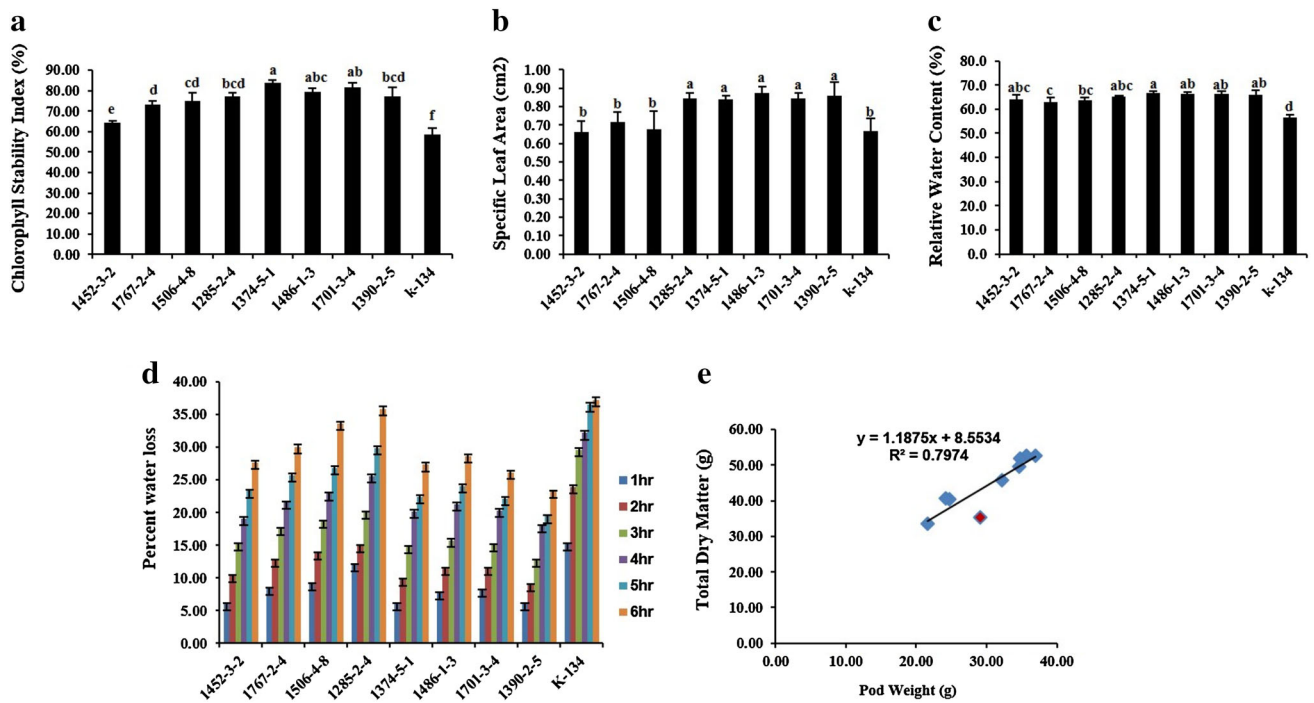 a
Chlorophyll Stability Index (%)
90.00
80.00
70.00
60.00
50.00
40.00
30.00
20.00
10.00
0.00
e
d
cd
bcd
a
abc
ab
bcd
f
1452-3-2
1767-2-4
1506-4-8
1285-2-4
1374-5-1
1486-1-3
1701-3-4
1390-2-5
k-134
b
Specific Leaf Area (cm2)
1.00
0.90
0.80
0.70
0.60
0.50
0.40
0.30
0.20
0.10
0.00
b
b
b
a
a
a
a
a
b
1452-3-2
1767-2-4
1506-4-8
1285-2-4
1374-5-1
1486-1-3
1701-3-4
1390-2-5
k-134
c
Relative Water Content (%)
80.0
70.0
60.0
50.0
40.0
30.0
20.0
10.0
0.0
abc
c
bc
abc
a
ab
ab
ab
d
1452-3-2
1767-2-4
1506-4-8
1285-2-4
1374-5-1
1486-1-3
1701-3-4
1390-2-5
K-134
d
Percent water loss
40.00
35.00
30.00
25.00
20.00
15.00
10.00
5.00
0.00
1452-3-2
1767-2-4
1506-4-8
1285-2-4
1374-5-1
1486-1-3
1701-3-4
1390-2-5
K-134
1hr
2hr
3hr
4hr
5hr
6hr
e
Total Dry Matter (g)
60.00
50.00
40.00
30.00
20.00
10.00
0.00
y = 1.1875x + 8.5534
R² = 0.7974
0.00
10.00
20.00
30.00
40.00
Pod Weight (g)